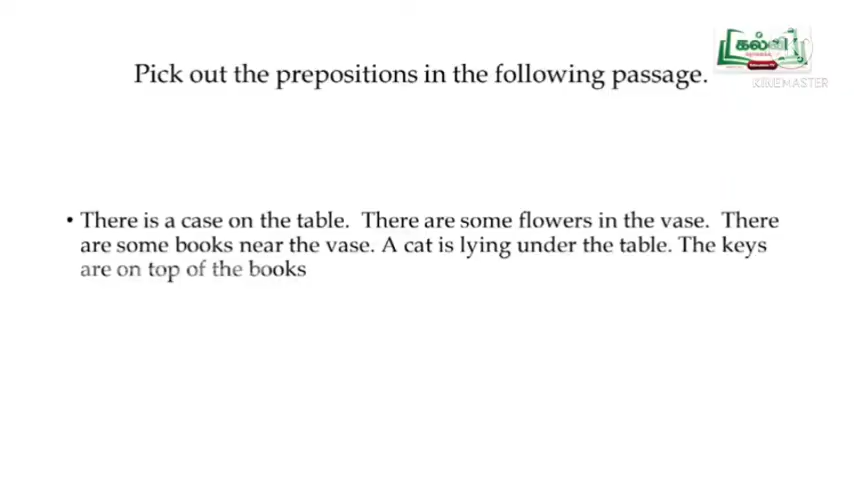 கல்வி
Pick out the prepositions in the following passage.
KINEMASTER
• There is a case on the table. There are some flowers in the vase. There
are some books near the vase. A cat is lying under the table. The keys
are on top of the books